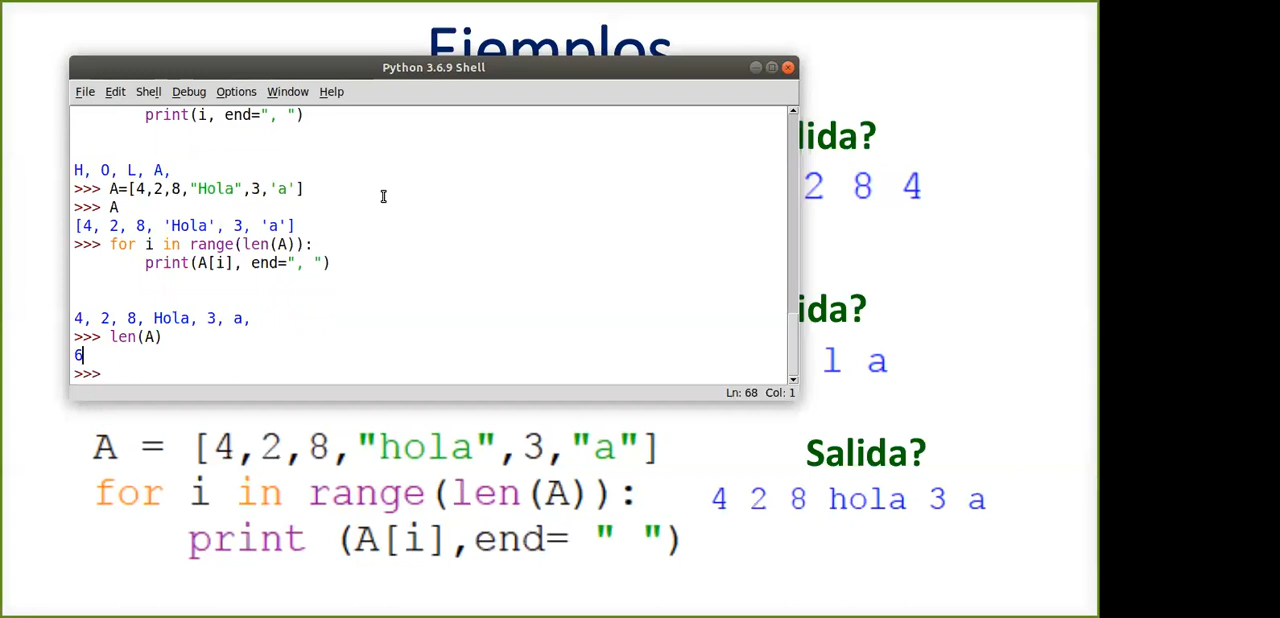 Ejemplos
Python 3.6.9 Shell
File Edit Shell Debug Options Window Help
print(i, end=", ")
H, O, L, A,
>>> A=[4,2,8,"Hola",3,'a']
>>> A
[4, 2, 8, 'Hola', 3, 'a']
>>> for i in range(len(A)):
print(A[i], end=", ")
4, 2, 8, Hola, 3, a,
>>> len(A)
6
>>>
Ln: 68 Col: 1
lida?
2 8 4
ida?
l a
A = [4,2,8,"hola",3,"a"]
for i in range(len(A)):
print (A[i],end= " ")
Salida?
4 2 8 hola 3 a